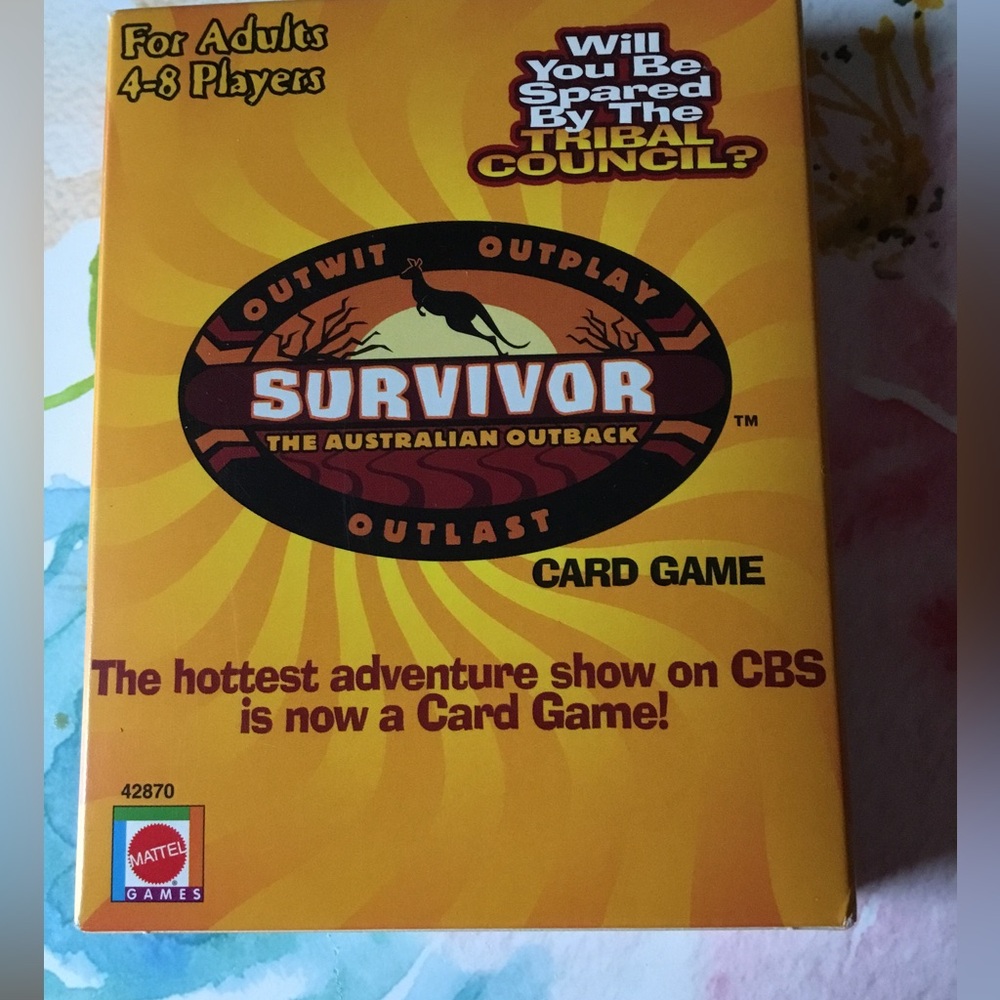 For Adults
4-8 Players
Will
You Be
Spared
By The
TRIBAL
COUNCIL?
OUTWIT OUTPLAY
SURVIVOR
THE AUSTRALIAN OUTBACK
TM
OUTLAST
CARD GAME
The hottest adventure show on CBS
is now a Card Game!
42870
MATTEL
®
GAMES